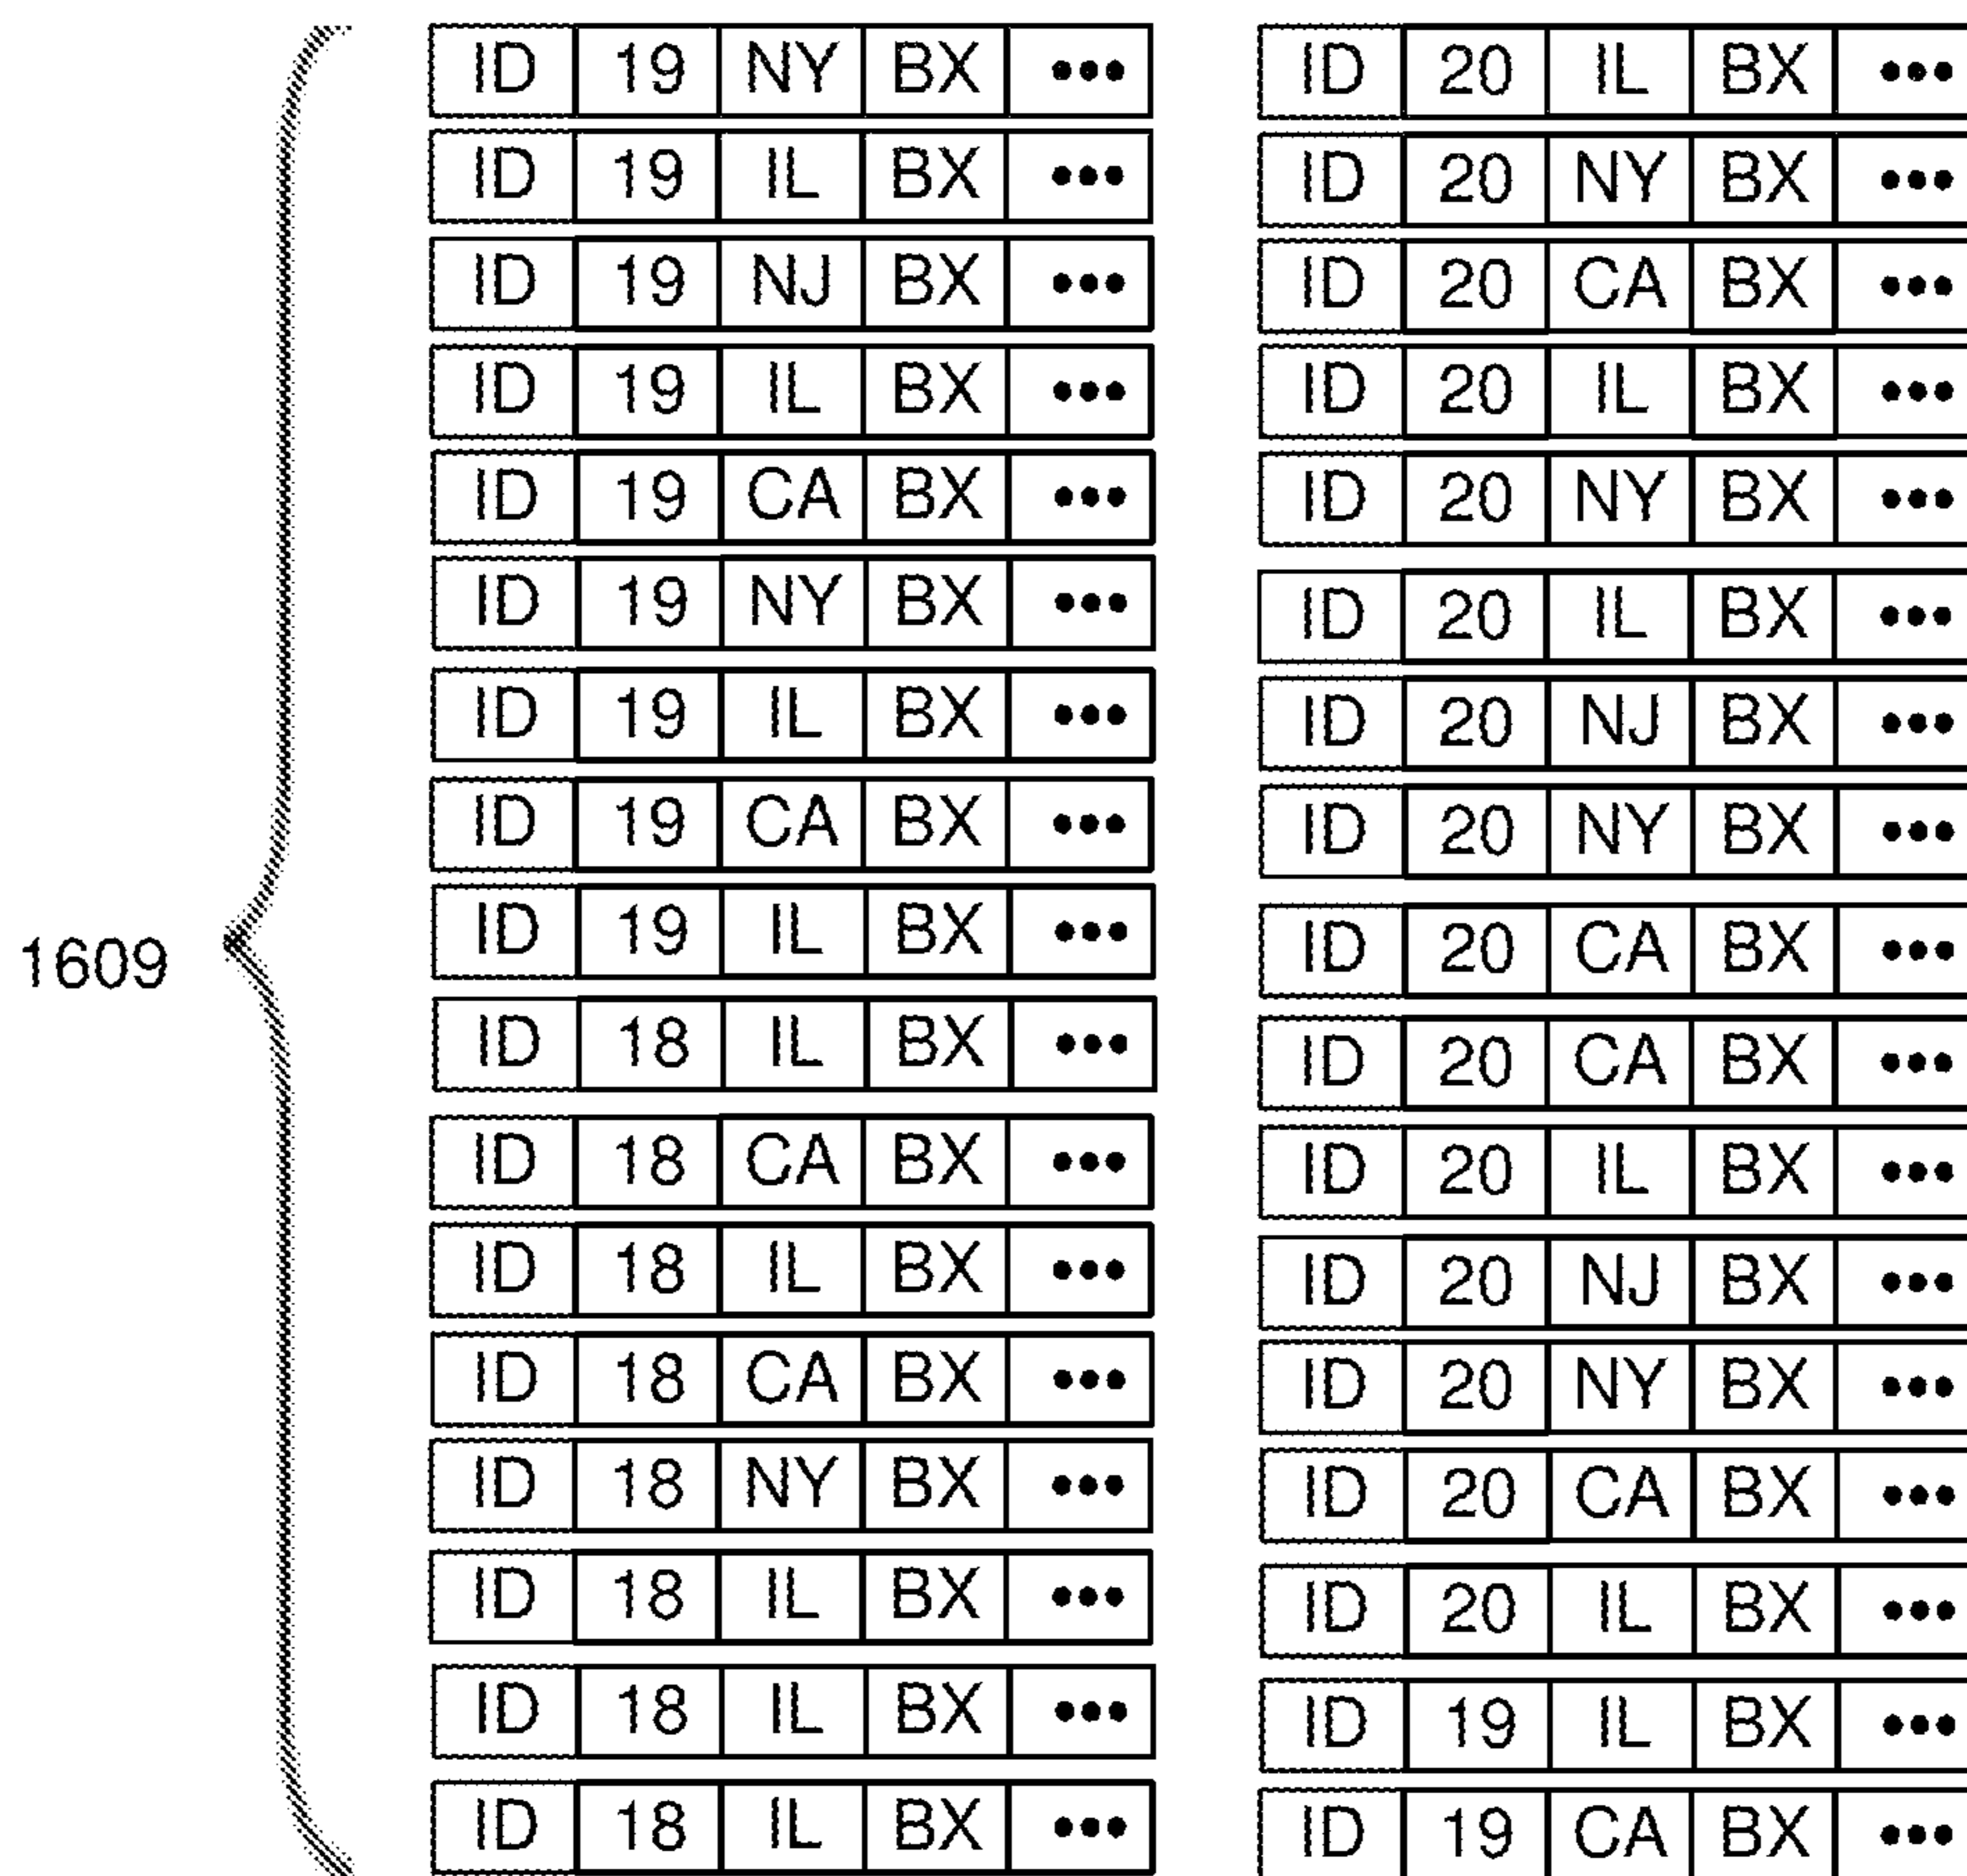 ID 19 NY BX ••• ID 20 IL BX •••
ID 19 IL BX ••• ID 20 NY BX •••
ID 19 NJ BX ••• ID 20 CA BX •••
ID 19 IL BX ••• ID 20 IL BX •••
ID 19 CA BX ••• ID 20 NY BX •••
ID 19 NY BX ••• ID 20 IL BX •••
ID 19 IL BX ••• ID 20 NJ BX •••
ID 19 CA BX ••• ID 20 NY BX •••
1609 ID 19 IL BX ••• ID 20 CA BX •••
ID 18 IL BX ••• ID 20 CA BX •••
ID 18 CA BX ••• ID 20 IL BX •••
ID 18 IL BX ••• ID 20 NJ BX •••
ID 18 CA BX ••• ID 20 NY BX •••
ID 18 NY BX ••• ID 20 CA BX •••
ID 18 IL BX ••• ID 20 IL BX •••
ID 18 IL BX ••• ID 19 IL BX •••
ID 18 IL BX ••• ID 19 CA BX •••